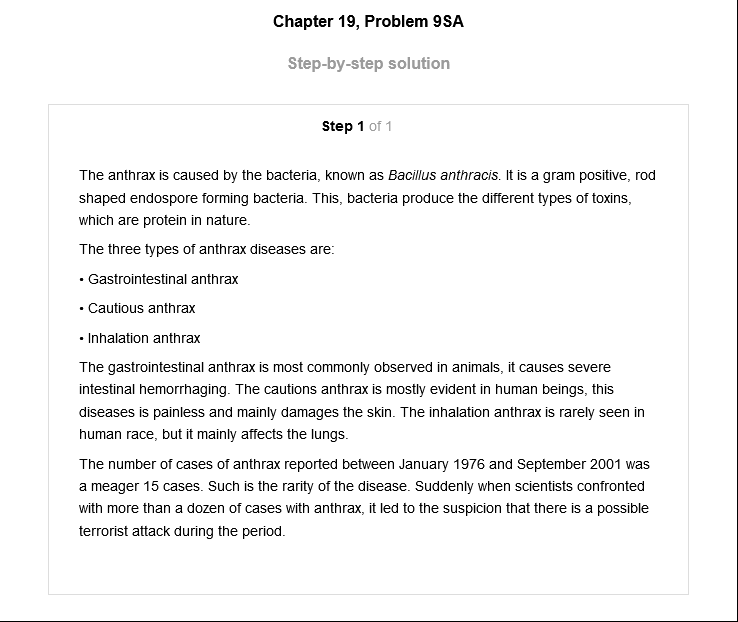 Chapter 19, Problem 9SA
Step-by-step solution
Step 1 of 1
The anthrax is caused by the bacteria, known as Bacillus anthracis. It is a gram positive, rod
shaped endospore forming bacteria. This, bacteria produce the different types of toxins,
which are protein in nature.
The three types of anthrax diseases are:
• Gastrointestinal anthrax
• Cautious anthrax
• Inhalation anthrax
The gastrointestinal anthrax is most commonly observed in animals, it causes severe
intestinal hemorrhaging. The cautions anthrax is mostly evident in human beings, this
diseases is painless and mainly damages the skin. The inhalation anthrax is rarely seen in
human race, but it mainly affects the lungs.
The number of cases of anthrax reported between January 1976 and September 2001 was
a meager 15 cases. Such is the rarity of the disease. Suddenly when scientists confronted
with more than a dozen of cases with anthrax, it led to the suspicion that there is a possible
terrorist attack during the period.